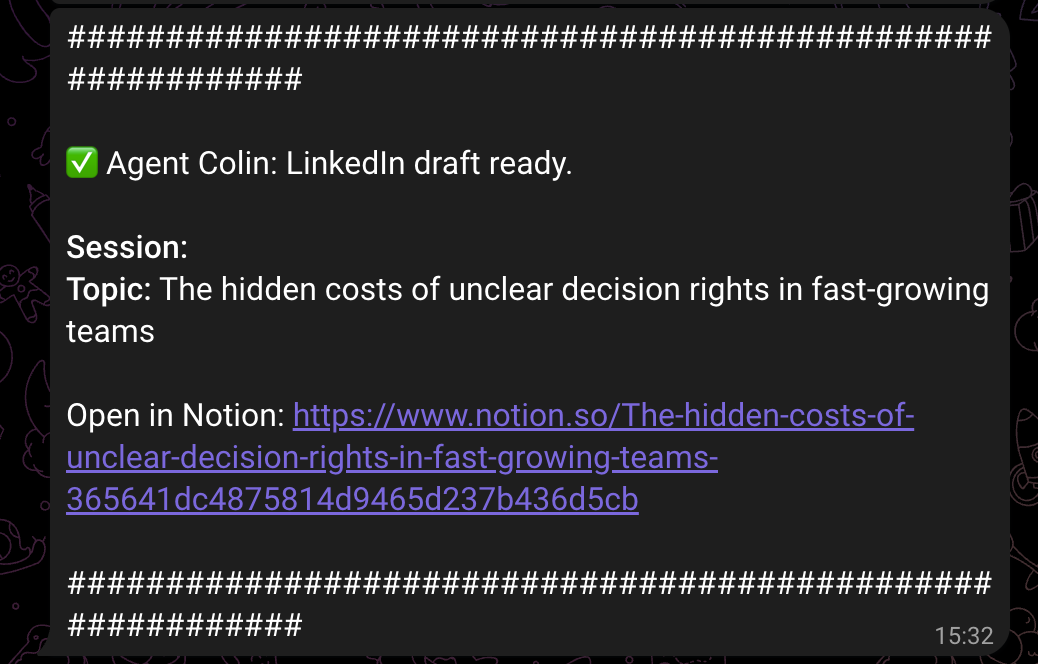 ###############################################
############
✅ Agent Colin: LinkedIn draft ready.
Session:
Topic: The hidden costs of unclear decision rights in fast-growing
teams
Open in Notion: https://www.notion.so/The-hidden-costs-of-
unclear-decision-rights-in-fast-growing-teams-
365641dc4875814d9465d237b436d5cb
###############################################
############
15:32